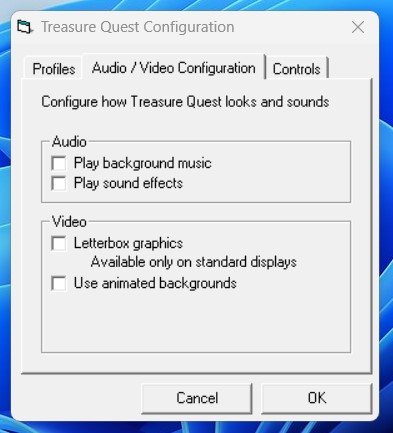 Treasure Quest Configuration
Profiles
Audio / Video Configuration
Controls
Configure how Treasure Quest looks and sounds
Audio
Play background music
Play sound effects
Video
Letterbox graphics
Available only on standard displays
Use animated backgrounds
Cancel
OK